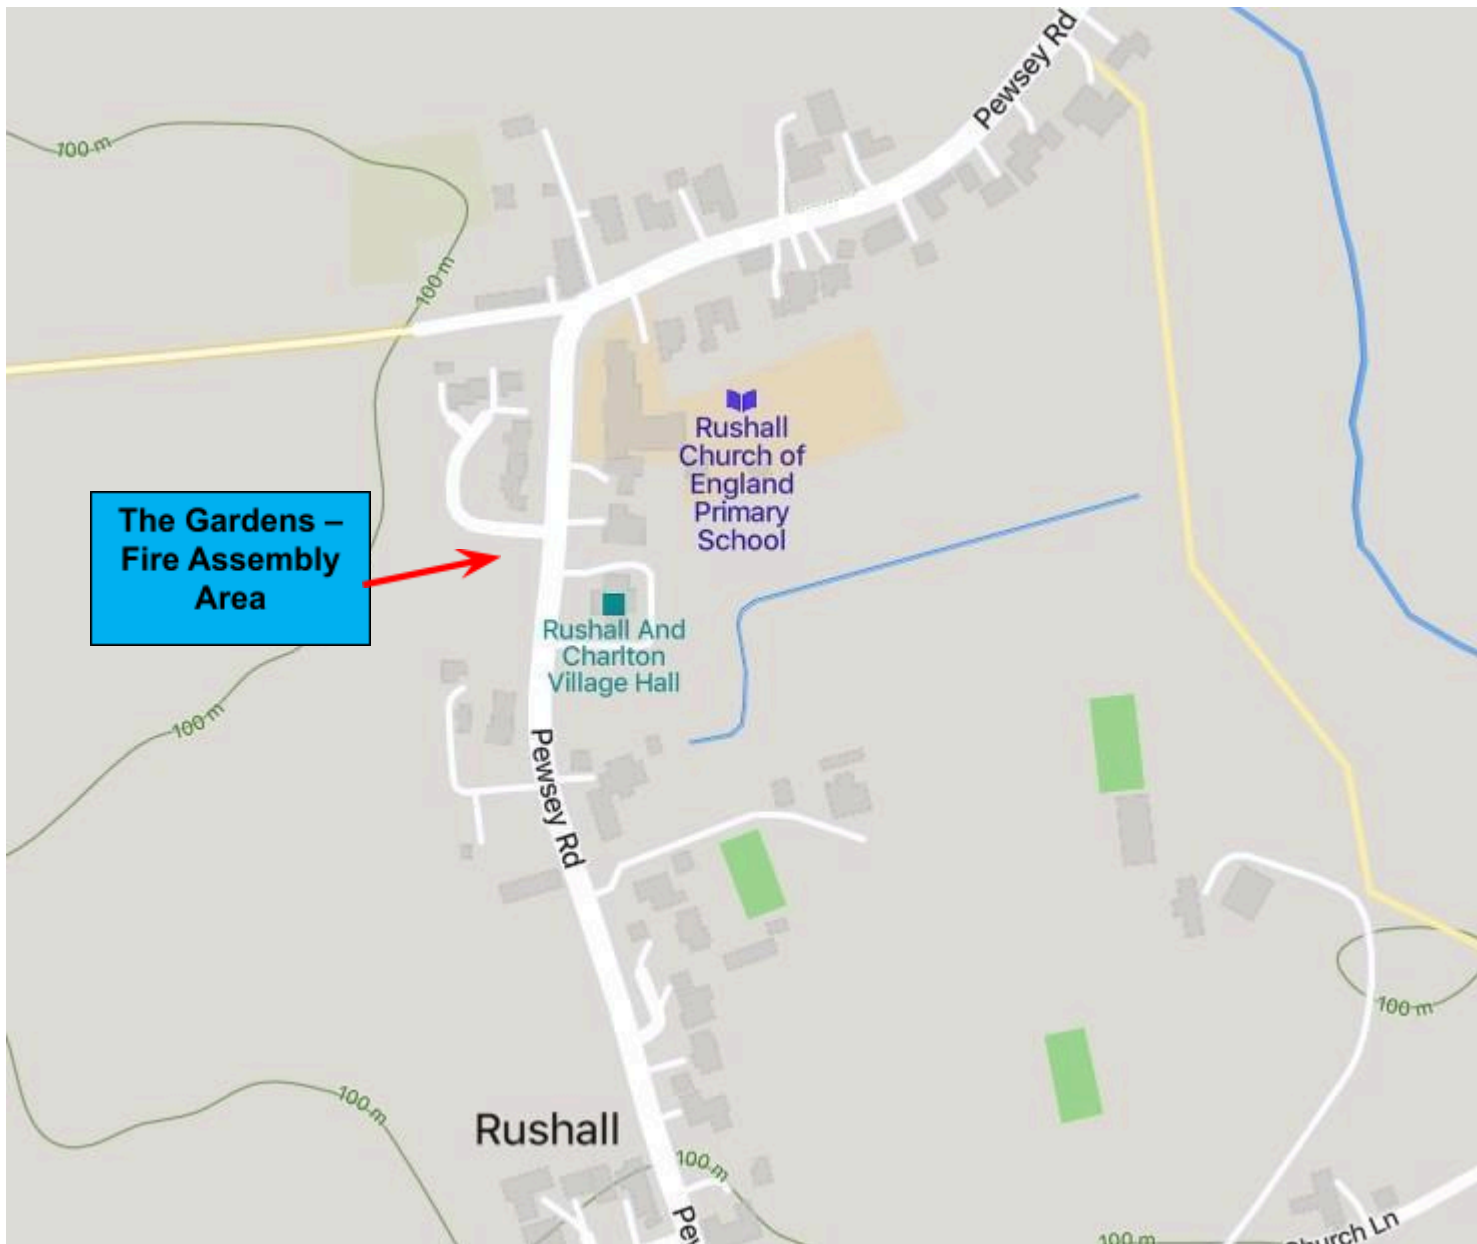 Pewsey Rd
100 m
100 m
Rushall
Church of
England
Primary
School
The Gardens –
Fire Assembly
Area
Rushall And
Charlton
Village Hall
100 m
Pewsey Rd
100 m
100 m
Rushall
100 m
Church Ln
100 m